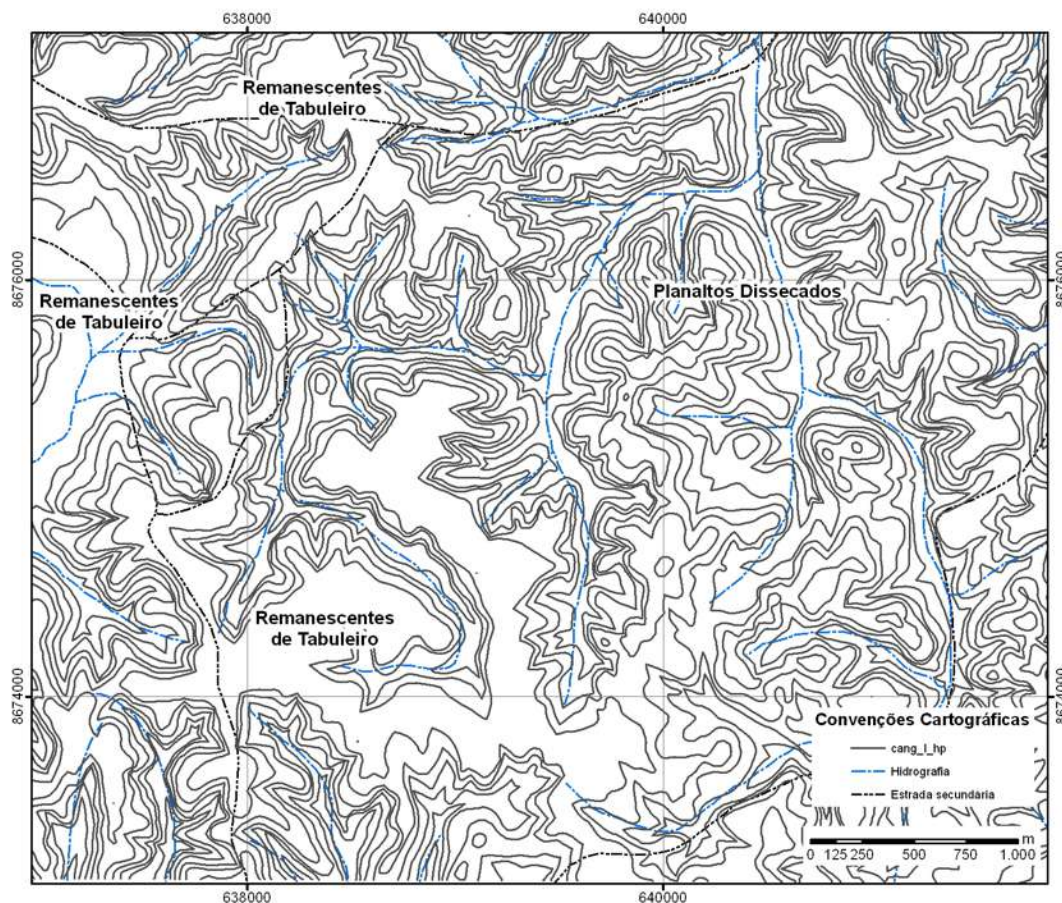 638000
640000
Remanescentes
de Tabuleiro
8676000
8676000
Planaltos Dissecados
Remanescentes
de Tabuleiro
Remanescentes
de Tabuleiro
8674000
8674000
Convenções Cartográficas
cang_l_hp
Hidrografia
Estrada secundária
m
0 125 250 500 750 1.000
638000
640000